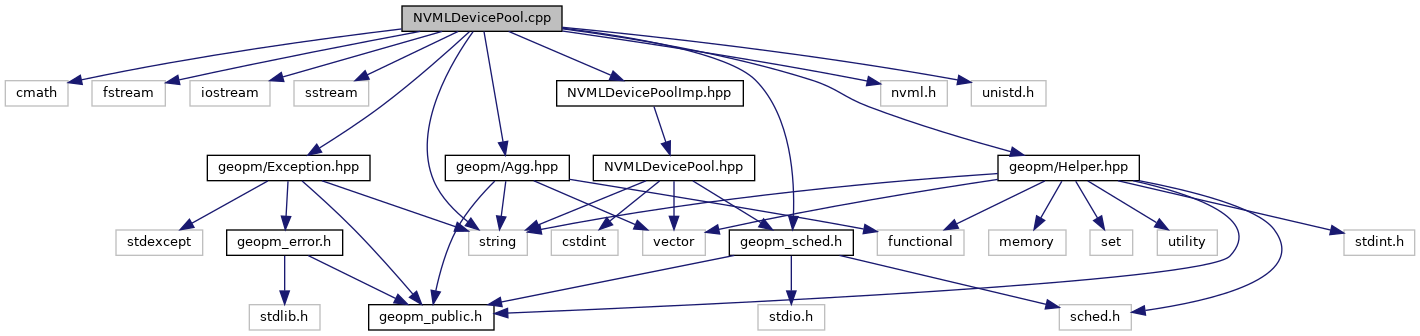 NVMLDevicePool.cpp
cmath
fstream
iostream
sstream
NVMLDevicePoolImp.hpp
nvml.h
unistd.h
geopm/Exception.hpp
geopm/Agg.hpp
NVMLDevicePool.hpp
geopm/Helper.hpp
stdexcept
geopm_error.h
string
cstdint
vector
geopm_sched.h
functional
memory
set
utility
stdint.h
stdlib.h
geopm_public.h
stdio.h
sched.h